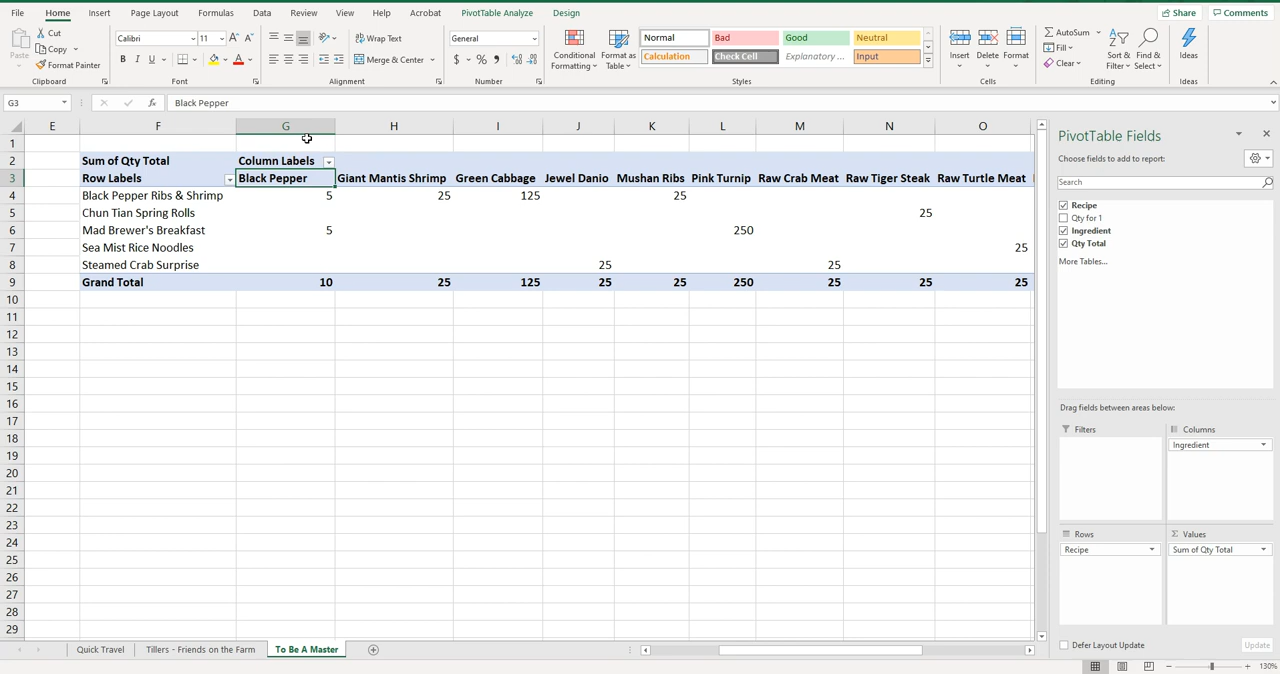 File Home Insert Page Layout Formulas Data Review View Help Acrobat PivotTable Analyze Design Share Comments
Paste Cut Calibri 11 A A Wrap Text General Normal Bad Good Neutral AutoSum
Copy Fill
Format Painter B I U A Merge & Center $ % , Conditional Formatting Format as Table Calculation Check Cell Explanatory ... Input Insert Delete Format Clear Sort & Filter Find & Select Ideas
Clipboard Font Alignment Number Styles Cells Editing Ideas
G3 fx Black Pepper
E F G H I J K L M N O
1
2 Sum of Qty Total Column Labels
3 Row Labels Black Pepper Giant Mantis Shrimp Green Cabbage Jewel Danio Mushan Ribs Pink Turnip Raw Crab Meat Raw Tiger Steak Raw Turtle Meat
4 Black Pepper Ribs & Shrimp 5 25 125 25
5 Chun Tian Spring Rolls 25
6 Mad Brewer's Breakfast 5 250
7 Sea Mist Rice Noodles 25
8 Steamed Crab Surprise 25 25
9 Grand Total 10 25 125 25 25 250 25 25 25
10
11
12
13
14
15
16
17
18
19
20
21
22
23
24
25
26
27
28
29
PivotTable Fields
Choose fields to add to report:
Search
Recipe
Qty for 1
Ingredient
Qty Total
More Tables...
Drag fields between areas below:
Filters Columns
Ingredient
Rows Σ Values
Recipe Sum of Qty Total
Defer Layout Update Update
Quick Travel Tillers - Friends on the Farm To Be A Master
130%